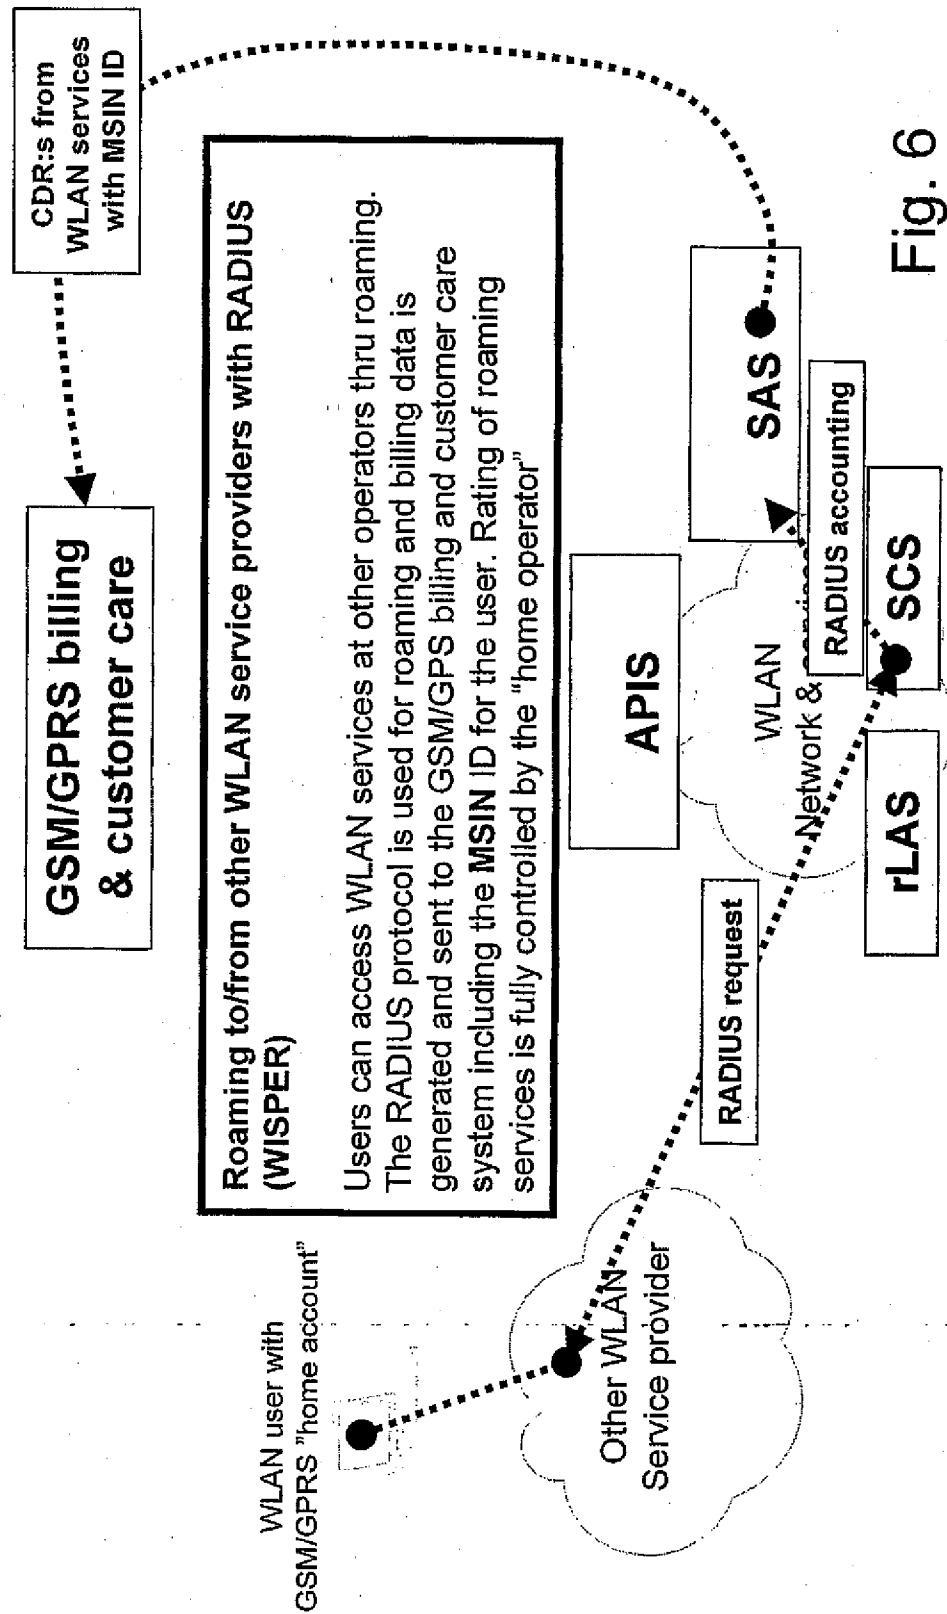 GSM/GPRS billing
& customer care
CDR:s from
WLAN services
with MSIN ID
Roaming to/from other WLAN service providers with RADIUS
(WISPER)
Users can access WLAN services at other operators thru roaming.
The RADIUS protocol is used for roaming and billing data is
generated and sent to the GSM/GPS billing and customer care
system including the MSIN ID for the user. Rating of roaming
services is fully controlled by the “home operator”
WLAN user with
GSM/GPRS ”home account”
Other WLAN
Service provider
RADIUS request
APIS
WLAN
Network &
SAS
RADIUS accounting
rLAS
SCS
Fig. 6